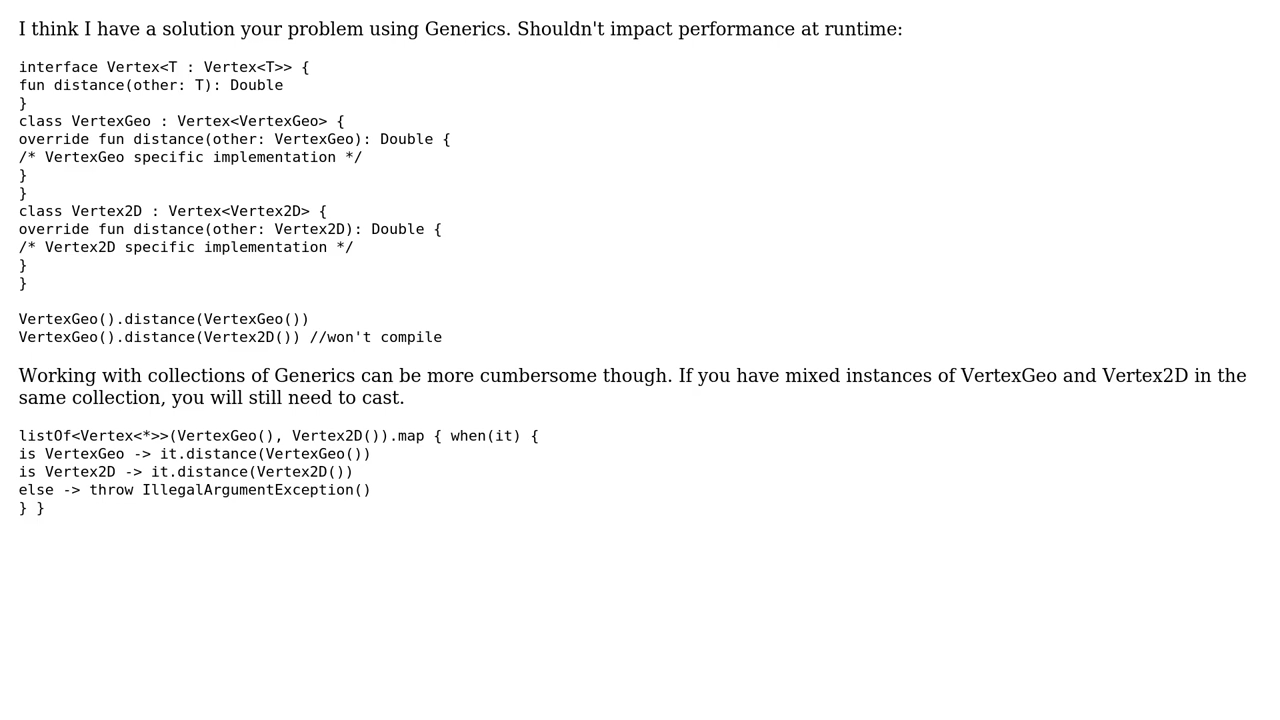 I think I have a solution your problem using Generics. Shouldn't impact performance at runtime:
interface Vertex<T : Vertex<T>> {
fun distance(other: T): Double
}
class VertexGeo : Vertex<VertexGeo> {
override fun distance(other: VertexGeo): Double {
/* VertexGeo specific implementation */
}
}
class Vertex2D : Vertex<Vertex2D> {
override fun distance(other: Vertex2D): Double {
/* Vertex2D specific implementation */
}
}
VertexGeo().distance(VertexGeo())
VertexGeo().distance(Vertex2D()) //won't compile
Working with collections of Generics can be more cumbersome though. If you have mixed instances of VertexGeo and Vertex2D in the
same collection, you will still need to cast.
listOf<Vertex<*>>(VertexGeo(), Vertex2D()).map { when(it) {
is VertexGeo -> it.distance(VertexGeo())
is Vertex2D -> it.distance(Vertex2D())
else -> throw IllegalArgumentException()
} }